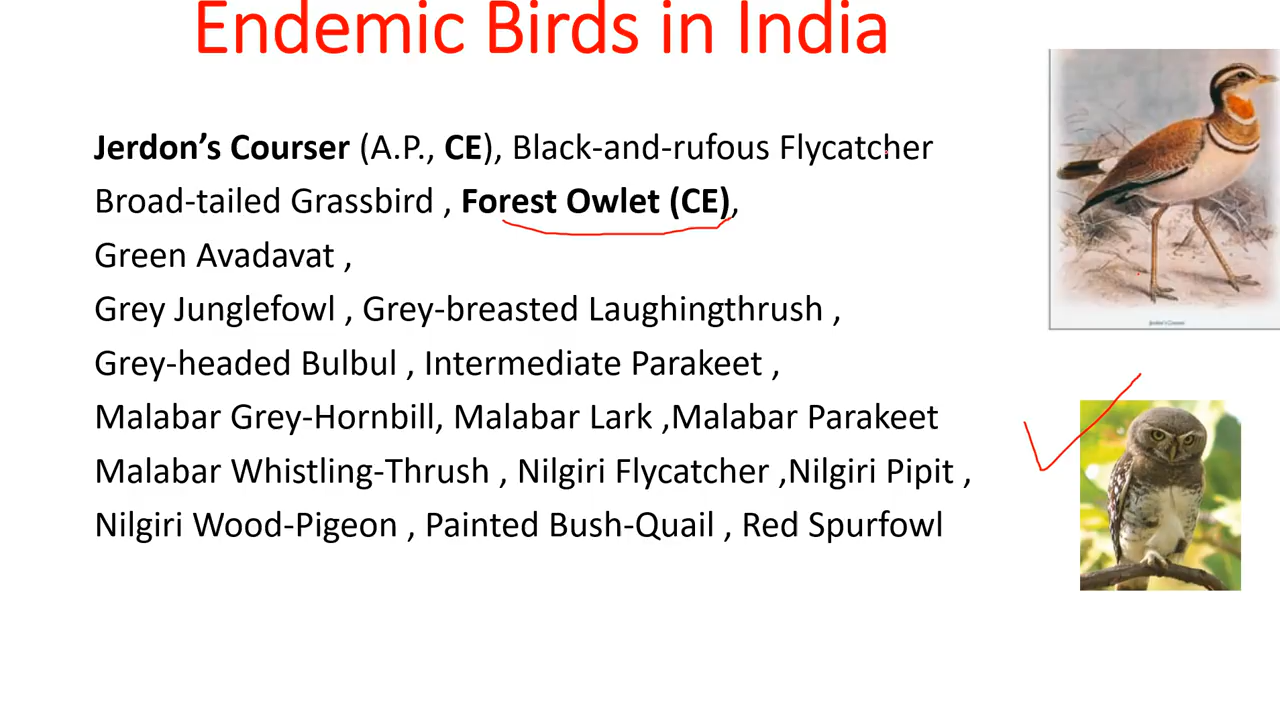 Endemic Birds in India
Jerdon's Courser (A.P., CE), Black-and-rufous Flycatcher
Broad-tailed Grassbird , Forest Owlet (CE),
Green Avadavat ,
Grey Junglefowl , Grey-breasted Laughingthrush ,
Grey-headed Bulbul , Intermediate Parakeet ,
Malabar Grey-Hornbill, Malabar Lark ,Malabar Parakeet
Malabar Whistling-Thrush , Nilgiri Flycatcher ,Nilgiri Pipit ,
Nilgiri Wood-Pigeon , Painted Bush-Quail , Red Spurfowl
Jerdon's Courser